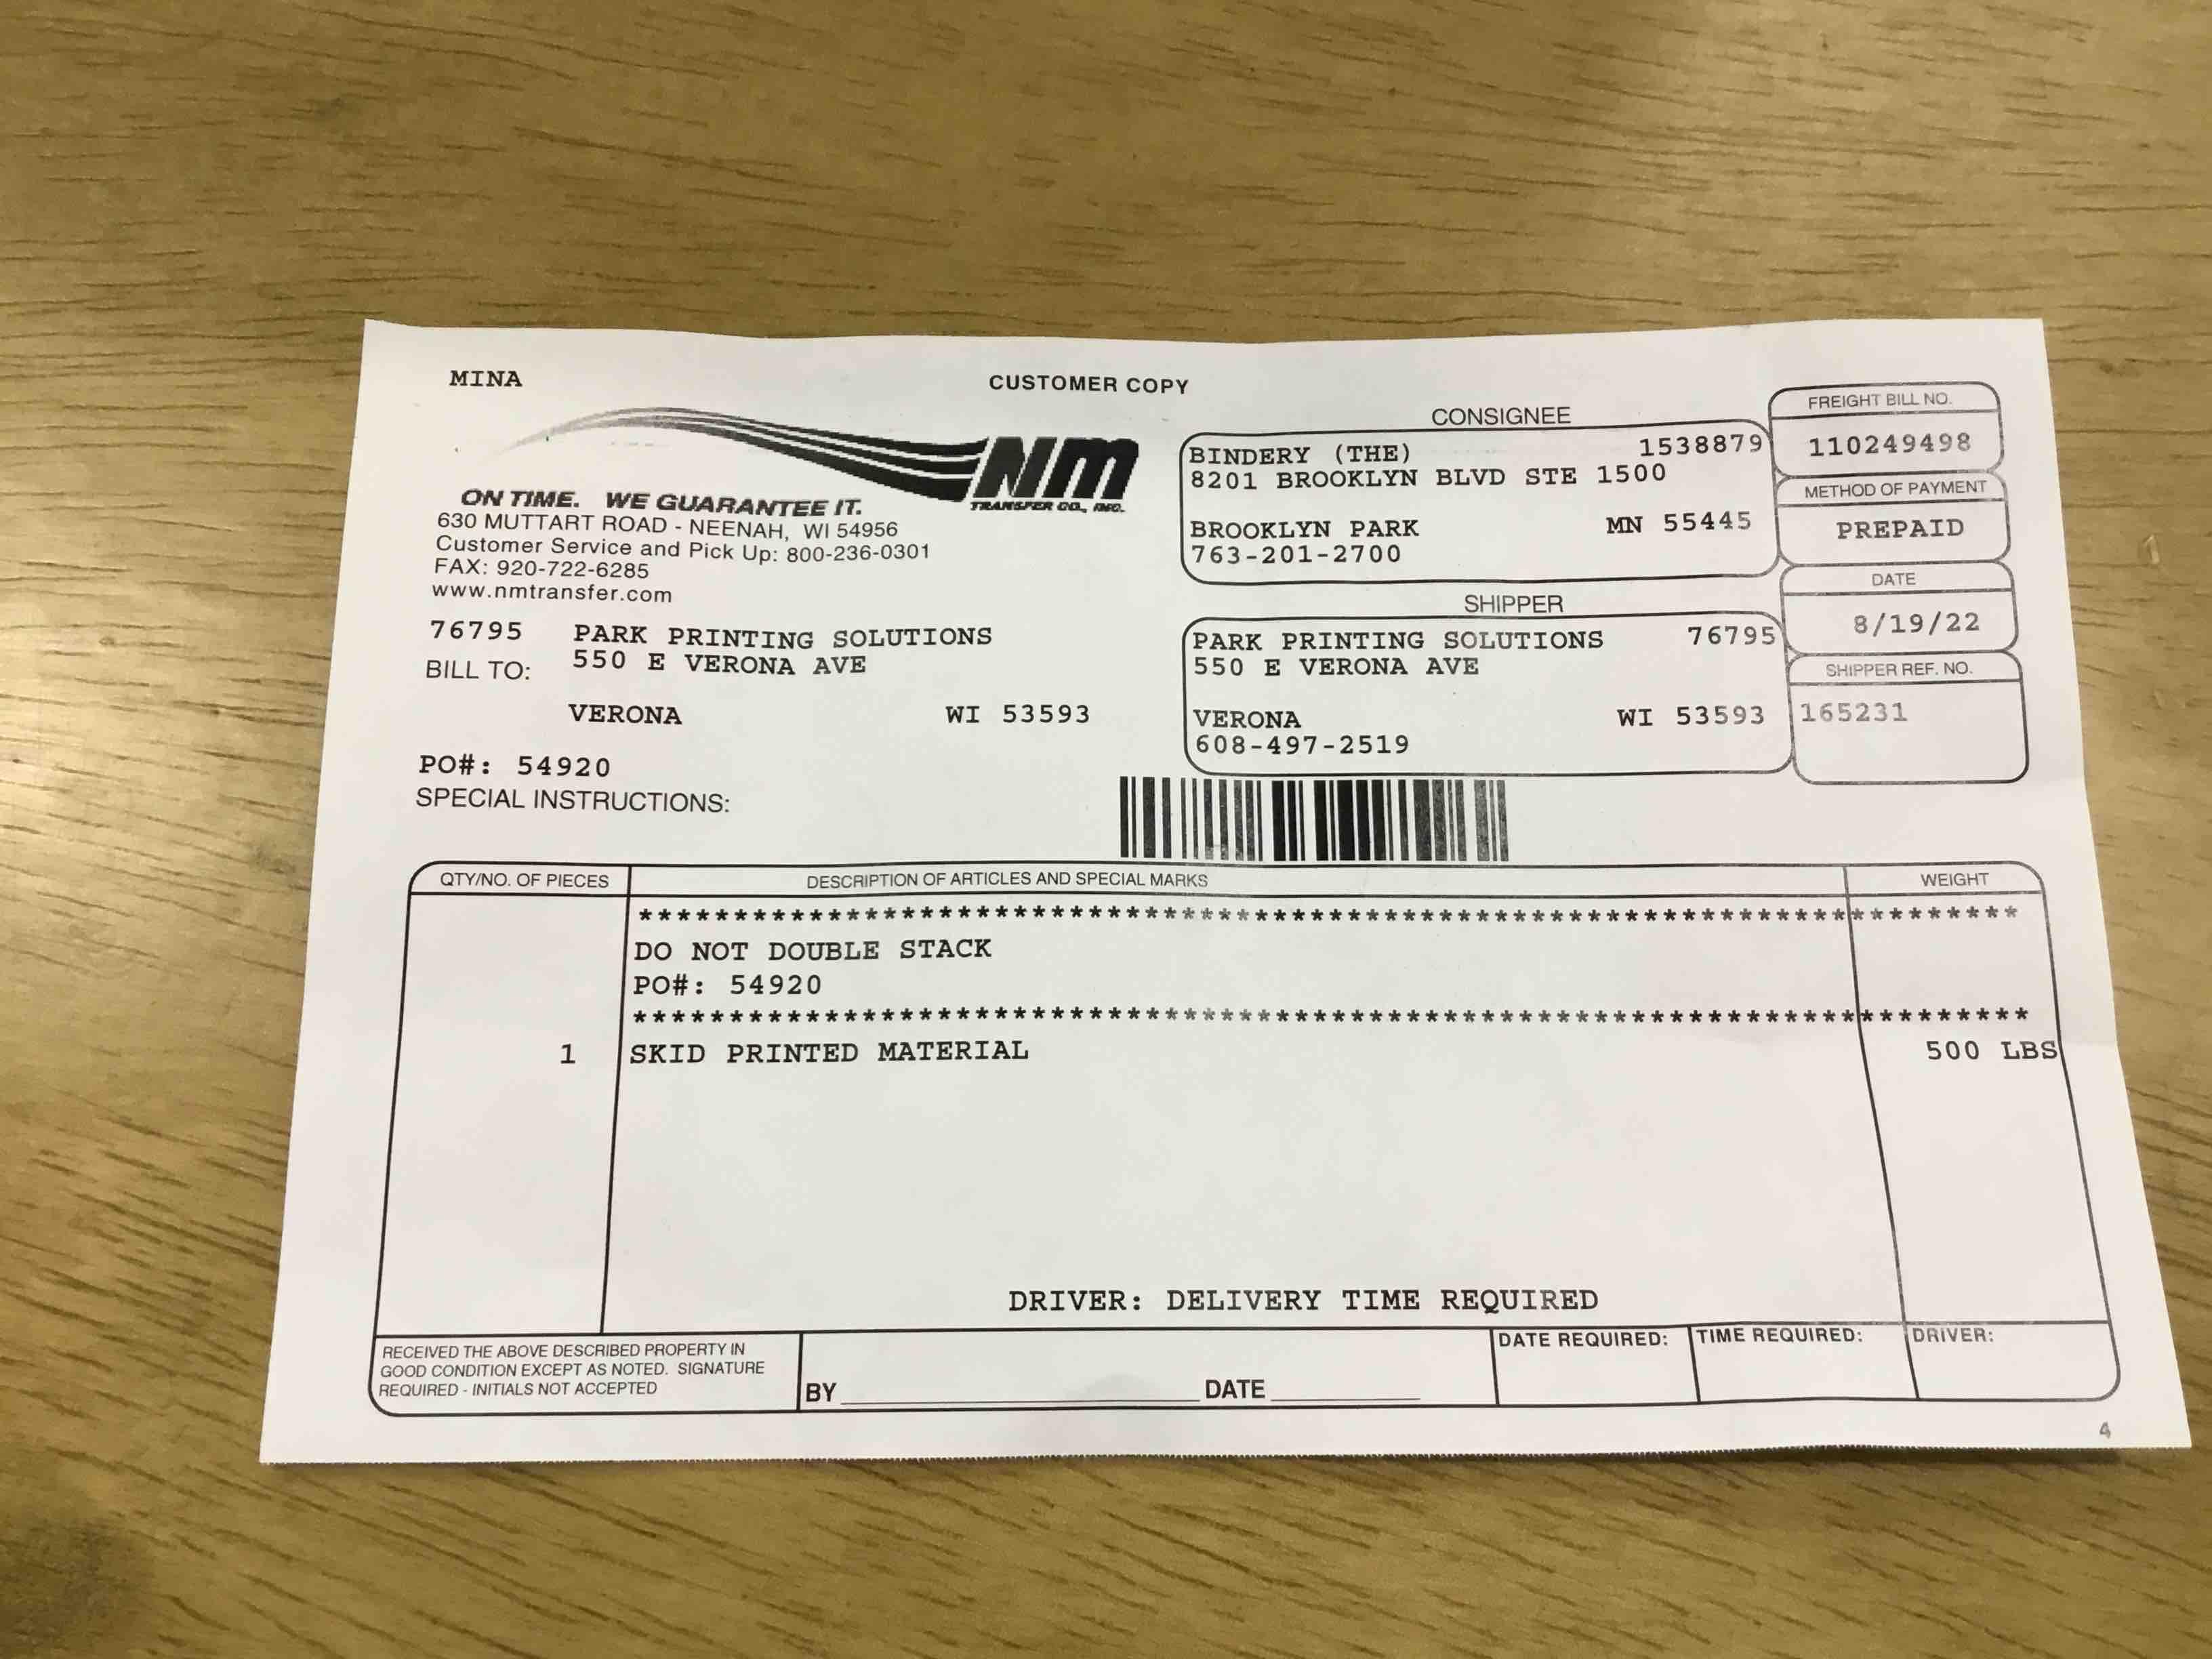 MINA
CUSTOMER COPY
NM
TRANSFER CO., INC.
ON TIME. WE GUARANTEE IT.
630 MUTTART ROAD - NEENAH, WI 54956
Customer Service and Pick Up: 800-236-0301
FAX: 920-722-6285
www.nmtransfer.com
CONSIGNEE
BINDERY (THE) 1538879
8201 BROOKLYN BLVD STE 1500
BROOKLYN PARK MN 55445
763-201-2700
FREIGHT BILL NO.
110249498
METHOD OF PAYMENT
PREPAID
DATE
8/19/22
SHIPPER REF. NO.
165231
76795 PARK PRINTING SOLUTIONS
BILL TO: 550 E VERONA AVE
VERONA WI 53593
SHIPPER
PARK PRINTING SOLUTIONS 76795
550 E VERONA AVE
VERONA WI 53593
608-497-2519
PO#: 54920
SPECIAL INSTRUCTIONS:
QTY/NO. OF PIECES DESCRIPTION OF ARTICLES AND SPECIAL MARKS WEIGHT
***************************************************************************
DO NOT DOUBLE STACK
PO#: 54920
***************************************************************************
1 SKID PRINTED MATERIAL 500 LBS
DRIVER: DELIVERY TIME REQUIRED
RECEIVED THE ABOVE DESCRIBED PROPERTY IN
GOOD CONDITION EXCEPT AS NOTED. SIGNATURE
REQUIRED - INITIALS NOT ACCEPTED
BY DATE
DATE REQUIRED: TIME REQUIRED: DRIVER:
4